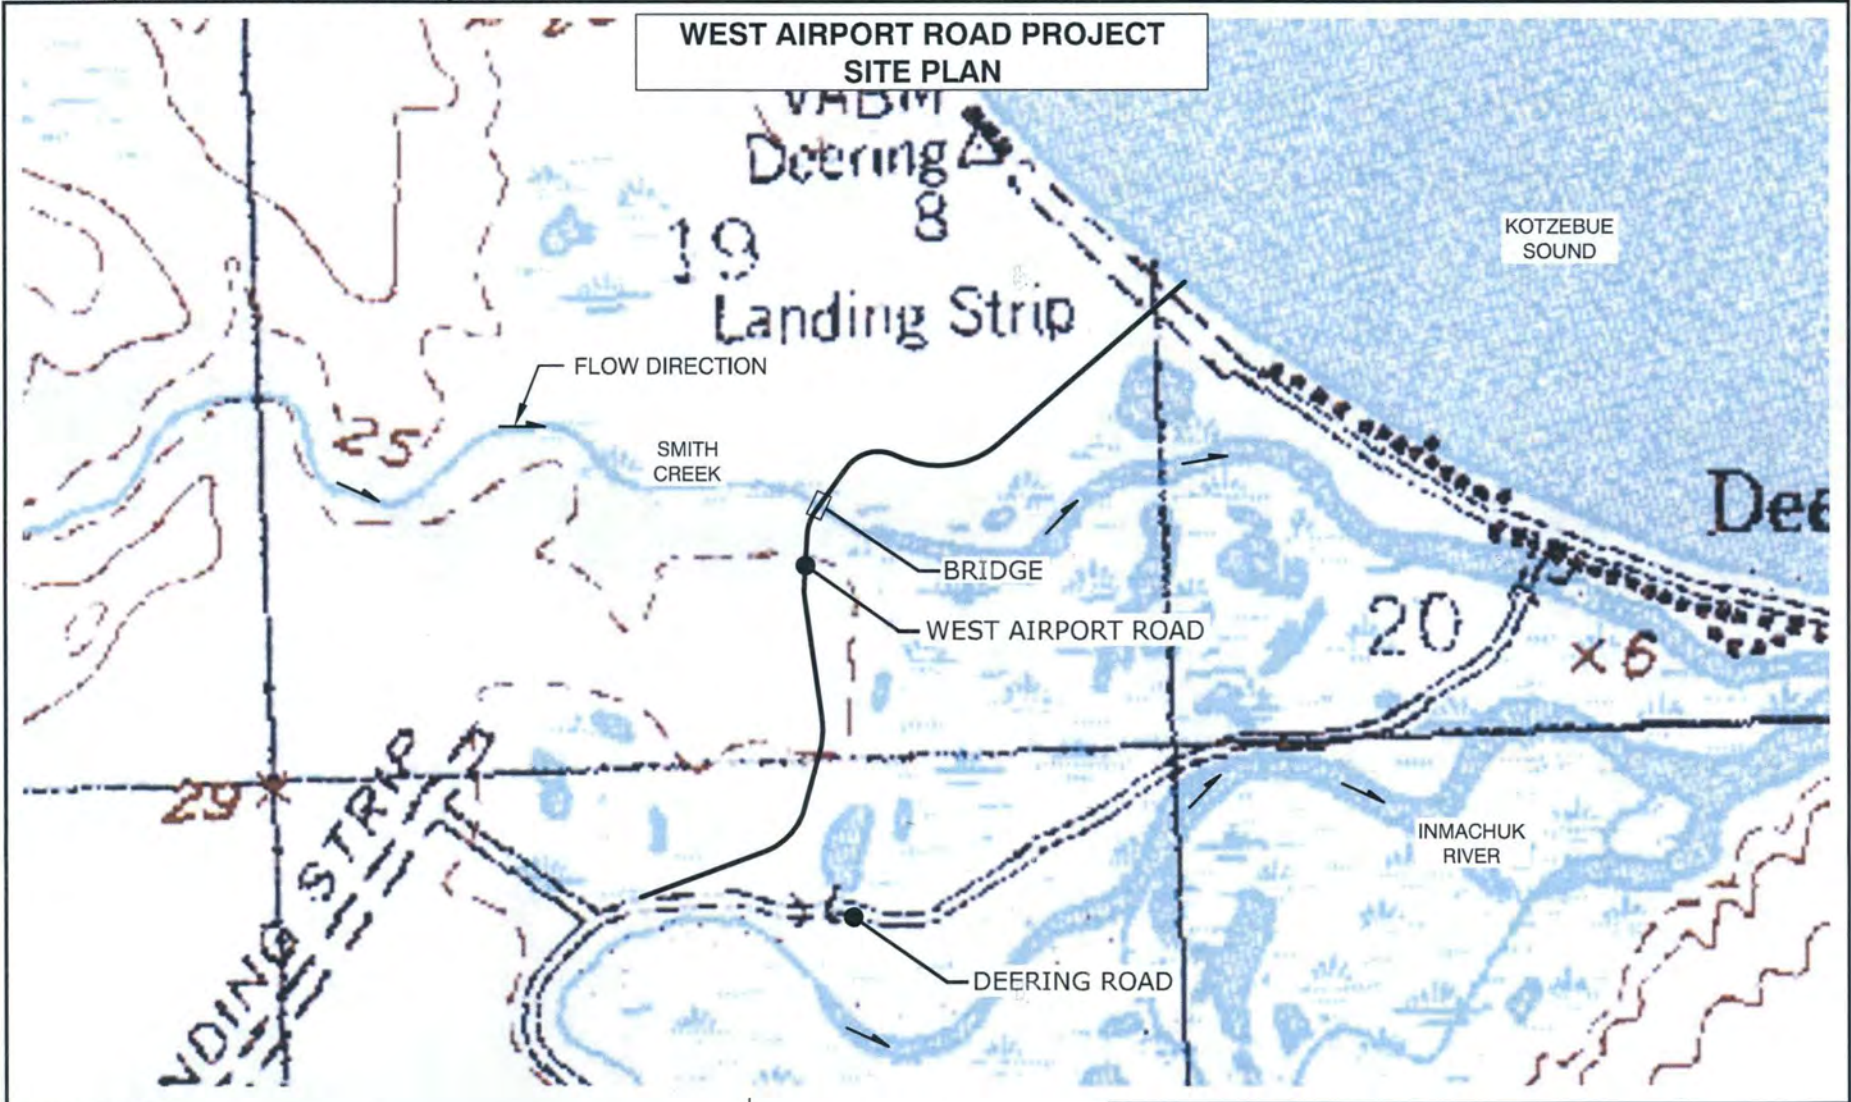 WEST AIRPORT ROAD PROJECT
SITE PLAN
VABM
Deering
8
19
Landing Strip
KOTZEBUE
SOUND
FLOW DIRECTION
25
SMITH
CREEK
BRIDGE
WEST AIRPORT ROAD
20
x 6
29
INMACHUK
RIVER
DEERING ROAD